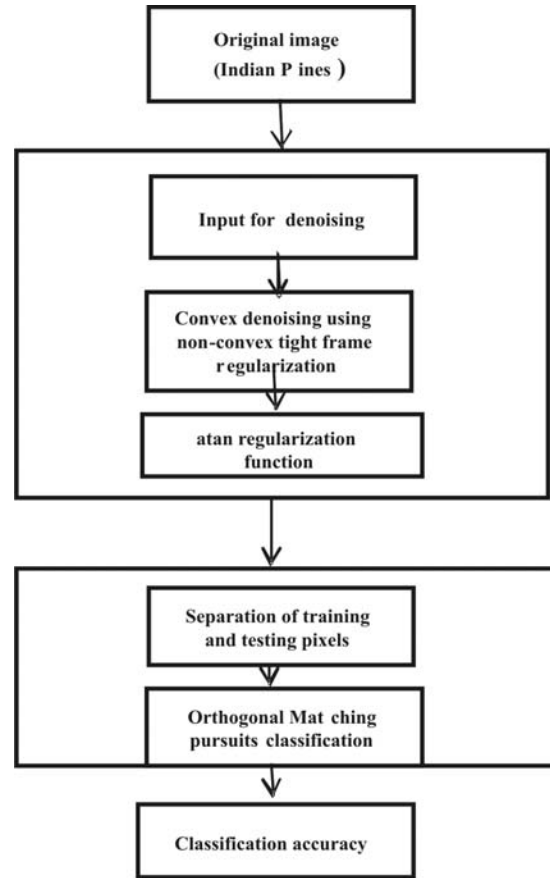 Original image
(Indian P ines )
Input for denoising
Convex denoising using
non-convex tight frame
regularization
atan regularization
function
Separation of training
and testing pixels
Orthogonal Mat ching
pursuits classification
Classification accuracy